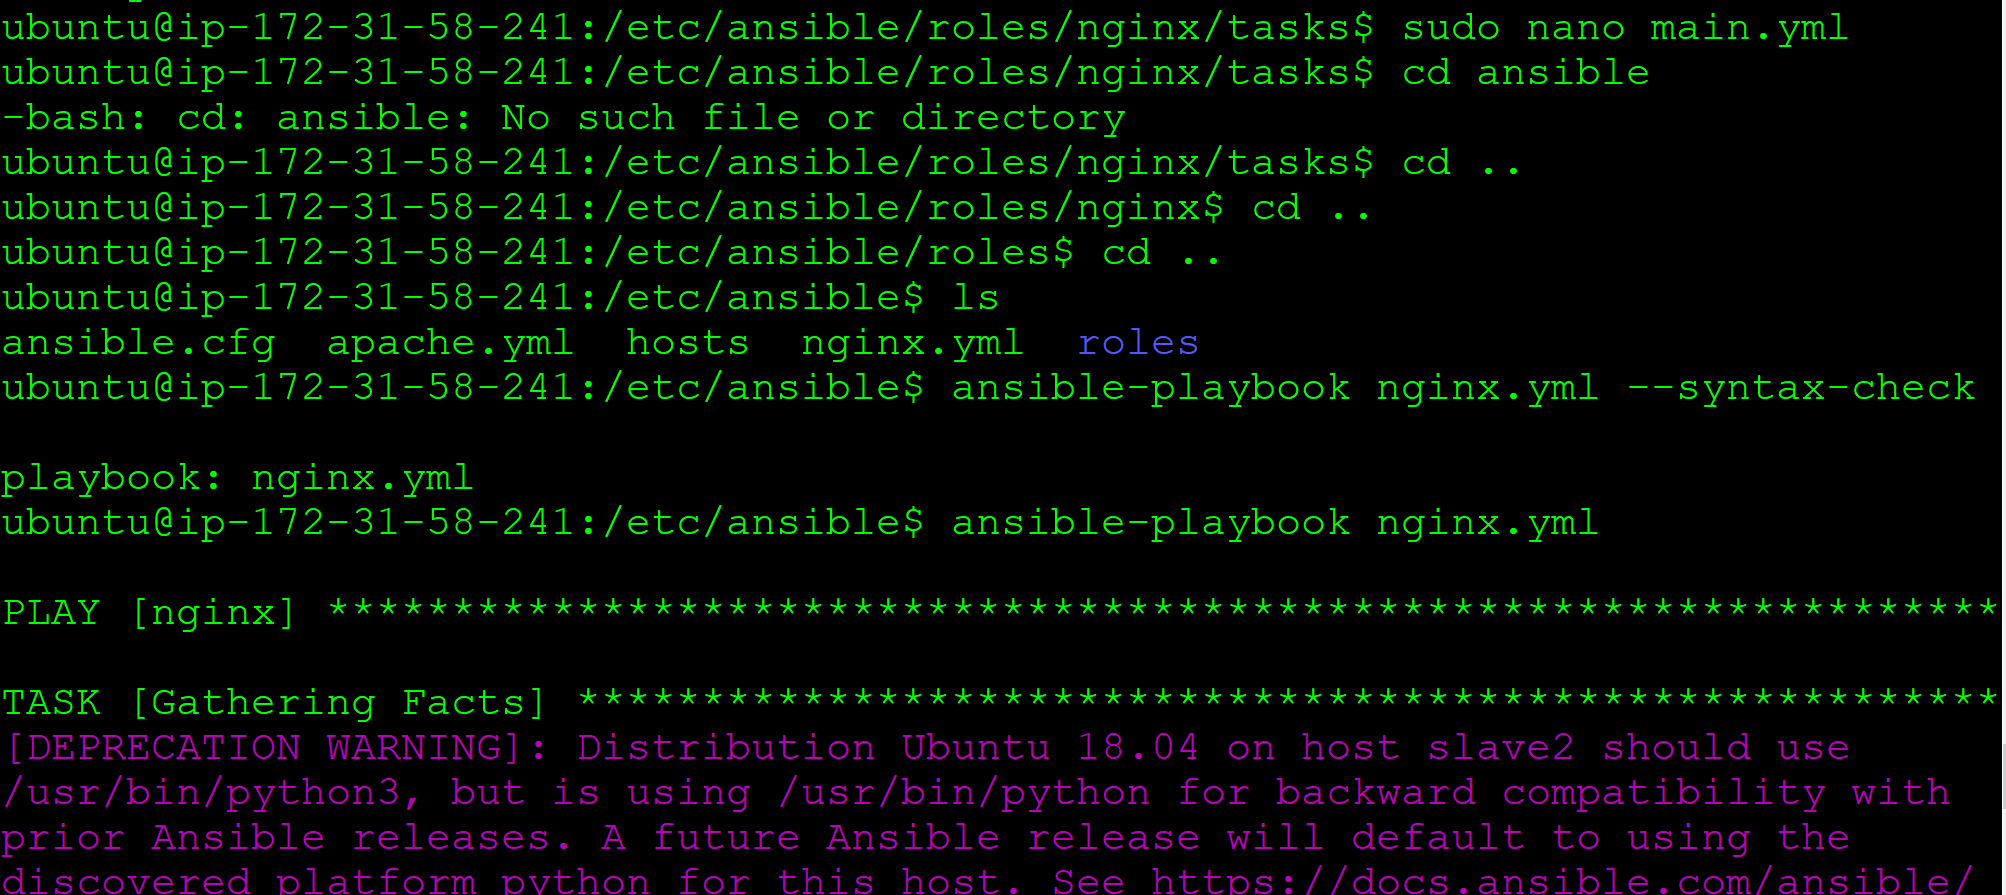 ubuntu@ip-172-31-58-241:/etc/ansible/roles/nginx/tasks$ sudo nano main.yml
ubuntu@ip-172-31-58-241:/etc/ansible/roles/nginx/tasks$ cd ansible
-bash: cd: ansible: No such file or directory
ubuntu@ip-172-31-58-241:/etc/ansible/roles/nginx/tasks$ cd ..
ubuntu@ip-172-31-58-241:/etc/ansible/roles/nginx$ cd ..
ubuntu@ip-172-31-58-241:/etc/ansible/roles$ cd ..
ubuntu@ip-172-31-58-241:/etc/ansible$ ls
ansible.cfg  apache.yml  hosts  nginx.yml  roles
ubuntu@ip-172-31-58-241:/etc/ansible$ ansible-playbook nginx.yml --syntax-check
playbook: nginx.yml
ubuntu@ip-172-31-58-241:/etc/ansible$ ansible-playbook nginx.yml
PLAY [nginx] *******************************************************************
TASK [Gathering Facts] *********************************************************
[DEPRECATION WARNING]: Distribution Ubuntu 18.04 on host slave2 should use
/usr/bin/python3, but is using /usr/bin/python for backward compatibility with
prior Ansible releases. A future Ansible release will default to using the
discovered platform python for this host. See https://docs.ansible.com/ansible/